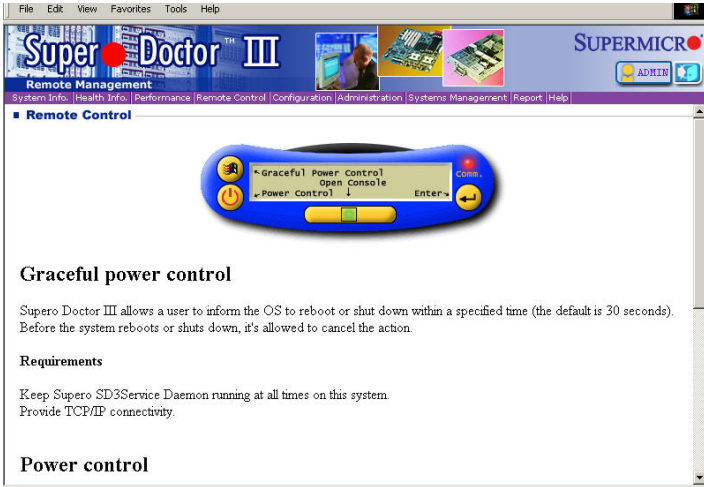 File Edit View Favorites Tools Help
Super Doctor™ III
SUPERMICR
Remote Management
ADMIN
System Info. |Health Info.| Performance |Remote Control |Configuration |Administration |Systems Management |Report |Help|
Remote Control
Graceful Power Control
Comm.
Open Console
Power Control
Enter
Graceful power control
Supero Doctor III allows a user to inform the OS to reboot or shut down within a specified time (the default is 30 seconds).
Before the system reboots or shuts down, it's allowed to cancel the action.
Requirements
Keep Supero SD3Service Daemon running at all times on this system.
Provide TCP/IP connectivity.
Power control